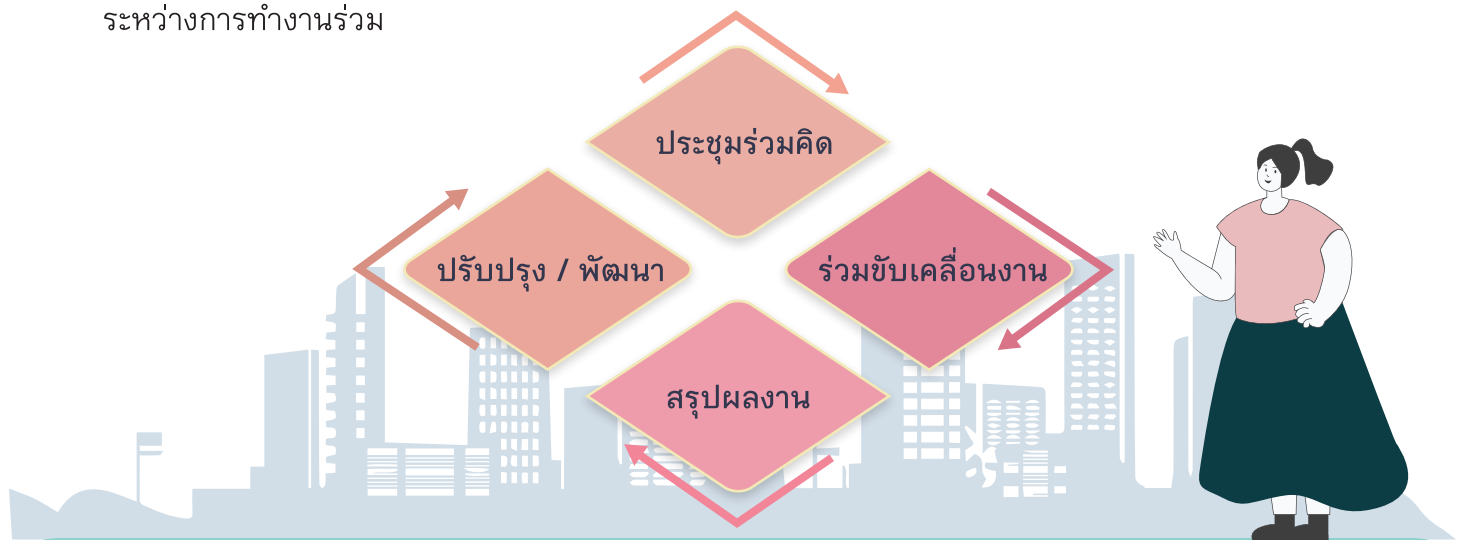 ระหว่างการทำงานร่วม
ประชุมร่วมคิด
ปรับปรุง / พัฒนา
ร่วมขับเคลื่อนงาน
สรุปผลงาน